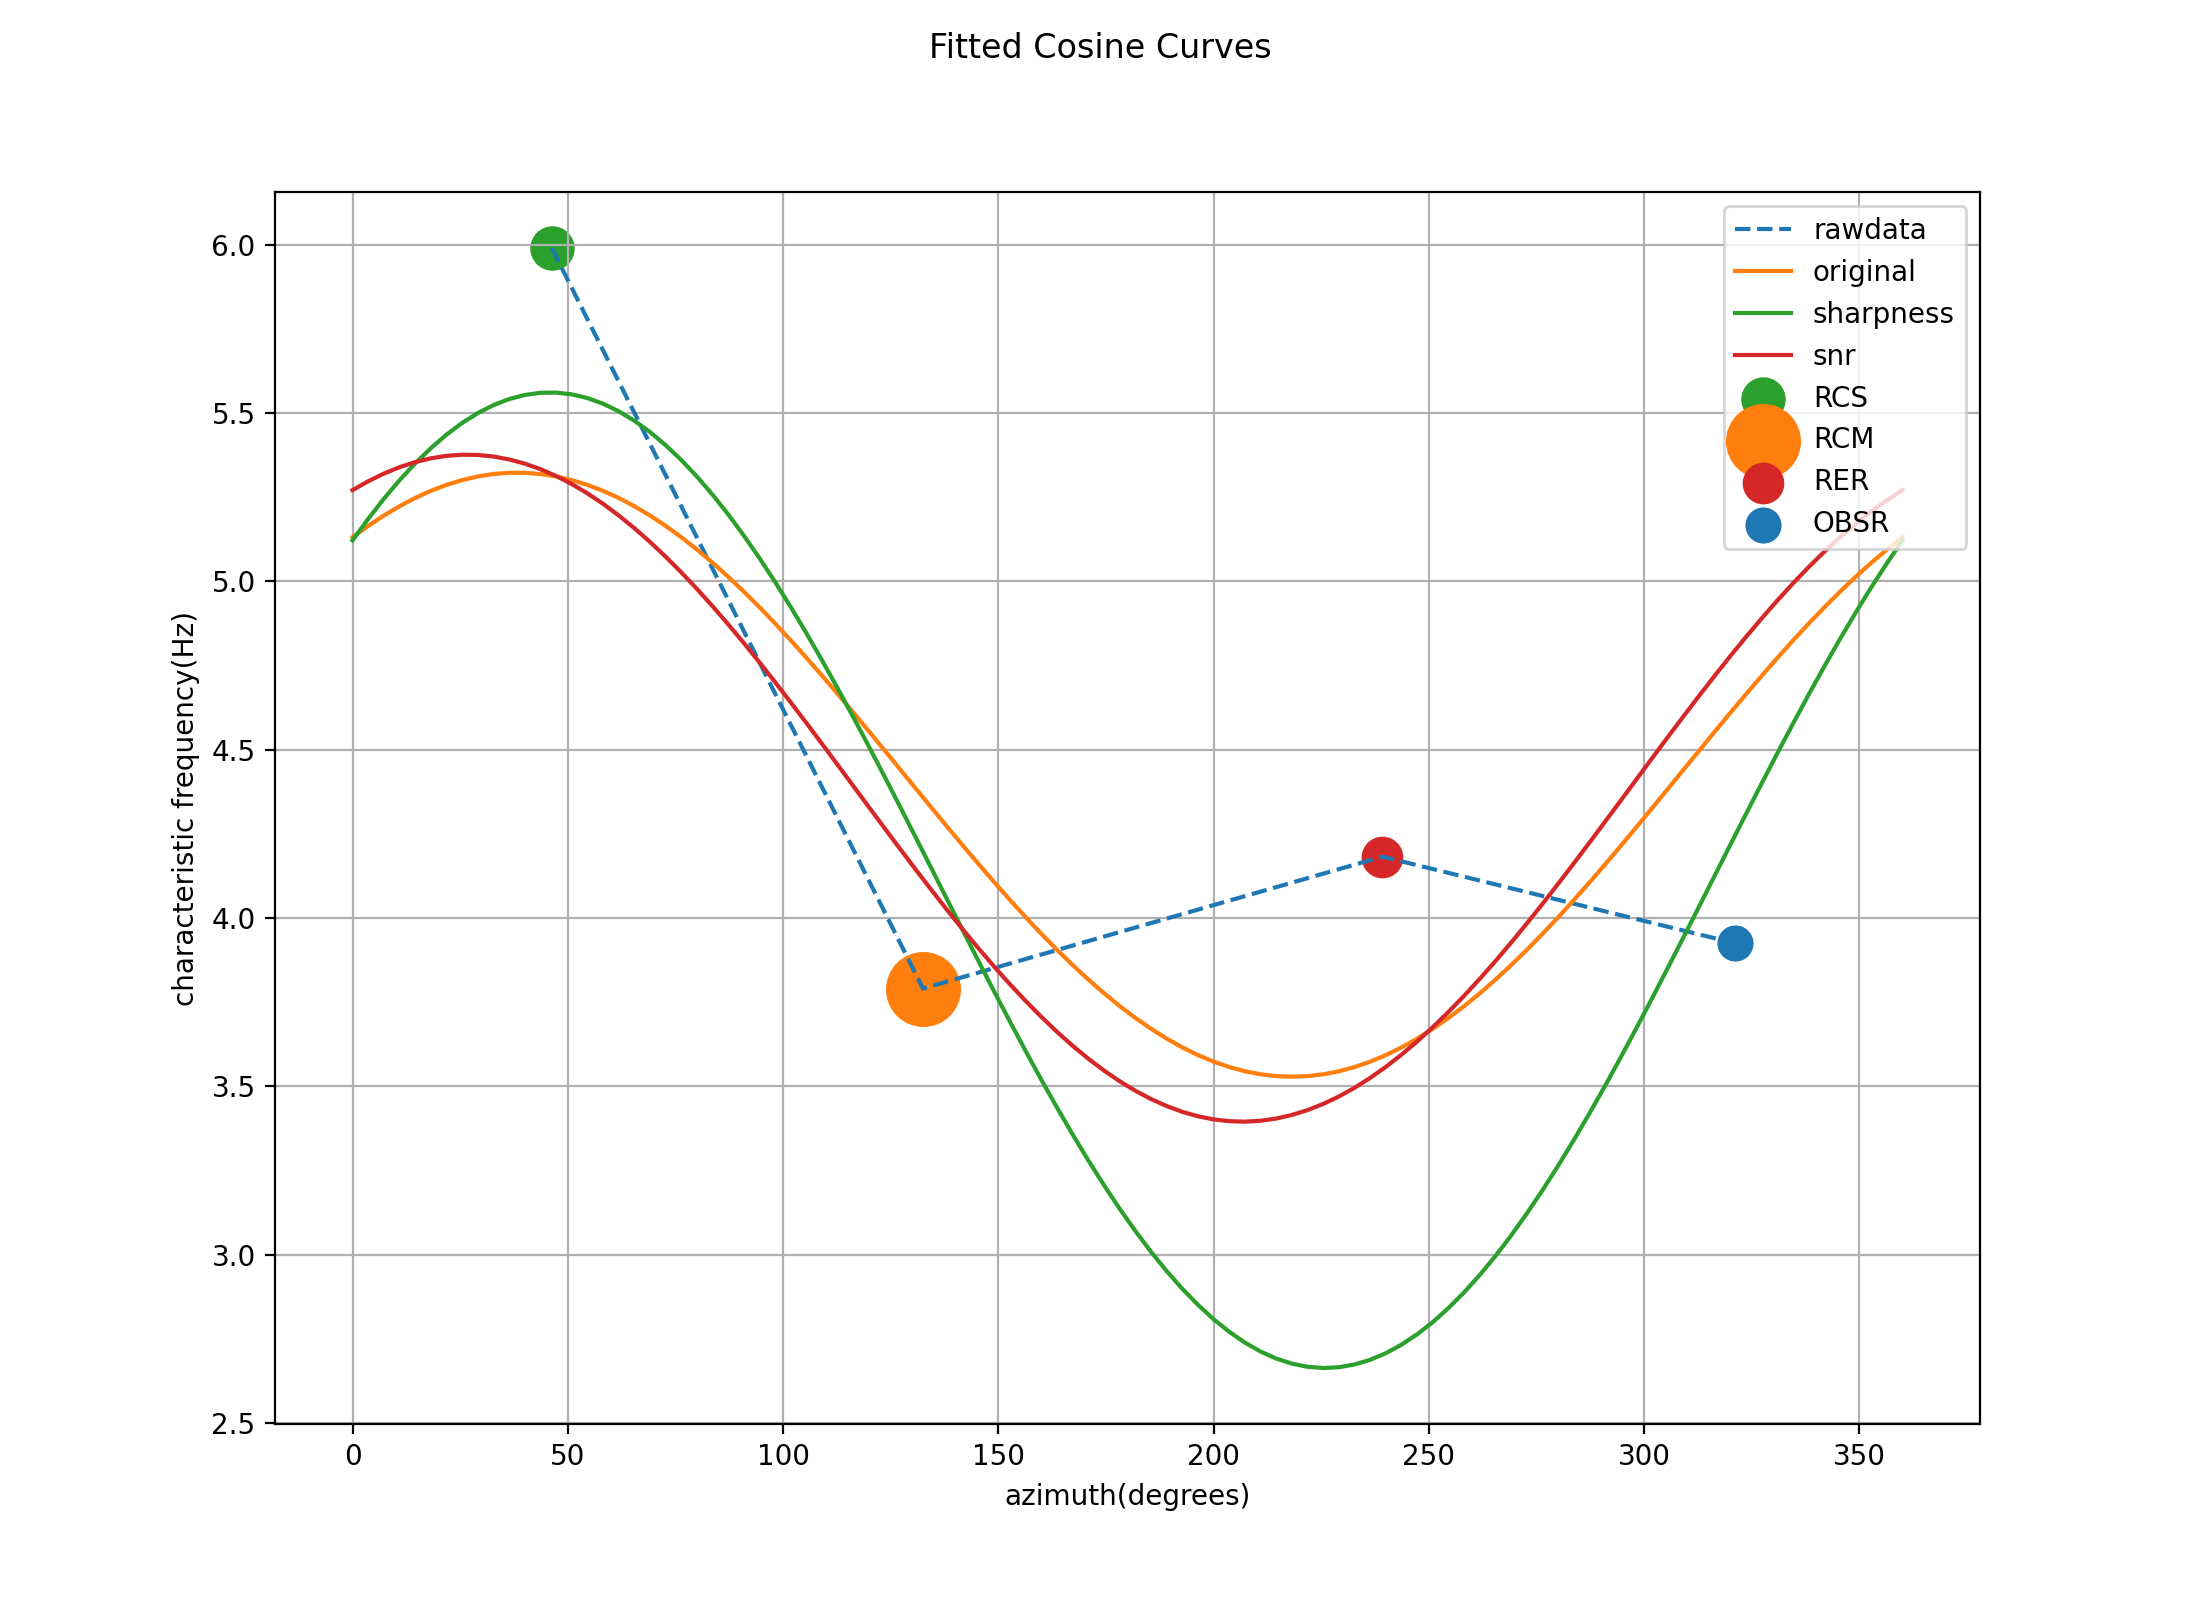 Fitted Cosine Curves
characteristic frequency(Hz)
6.0
5.5
5.0
4.5
4.0
3.5
3.0
2.5
rawdata
original
sharpness
snr
RCS
RCM
RER
OBSR
0 50 100 150 200 250 300 350
azimuth(degrees)